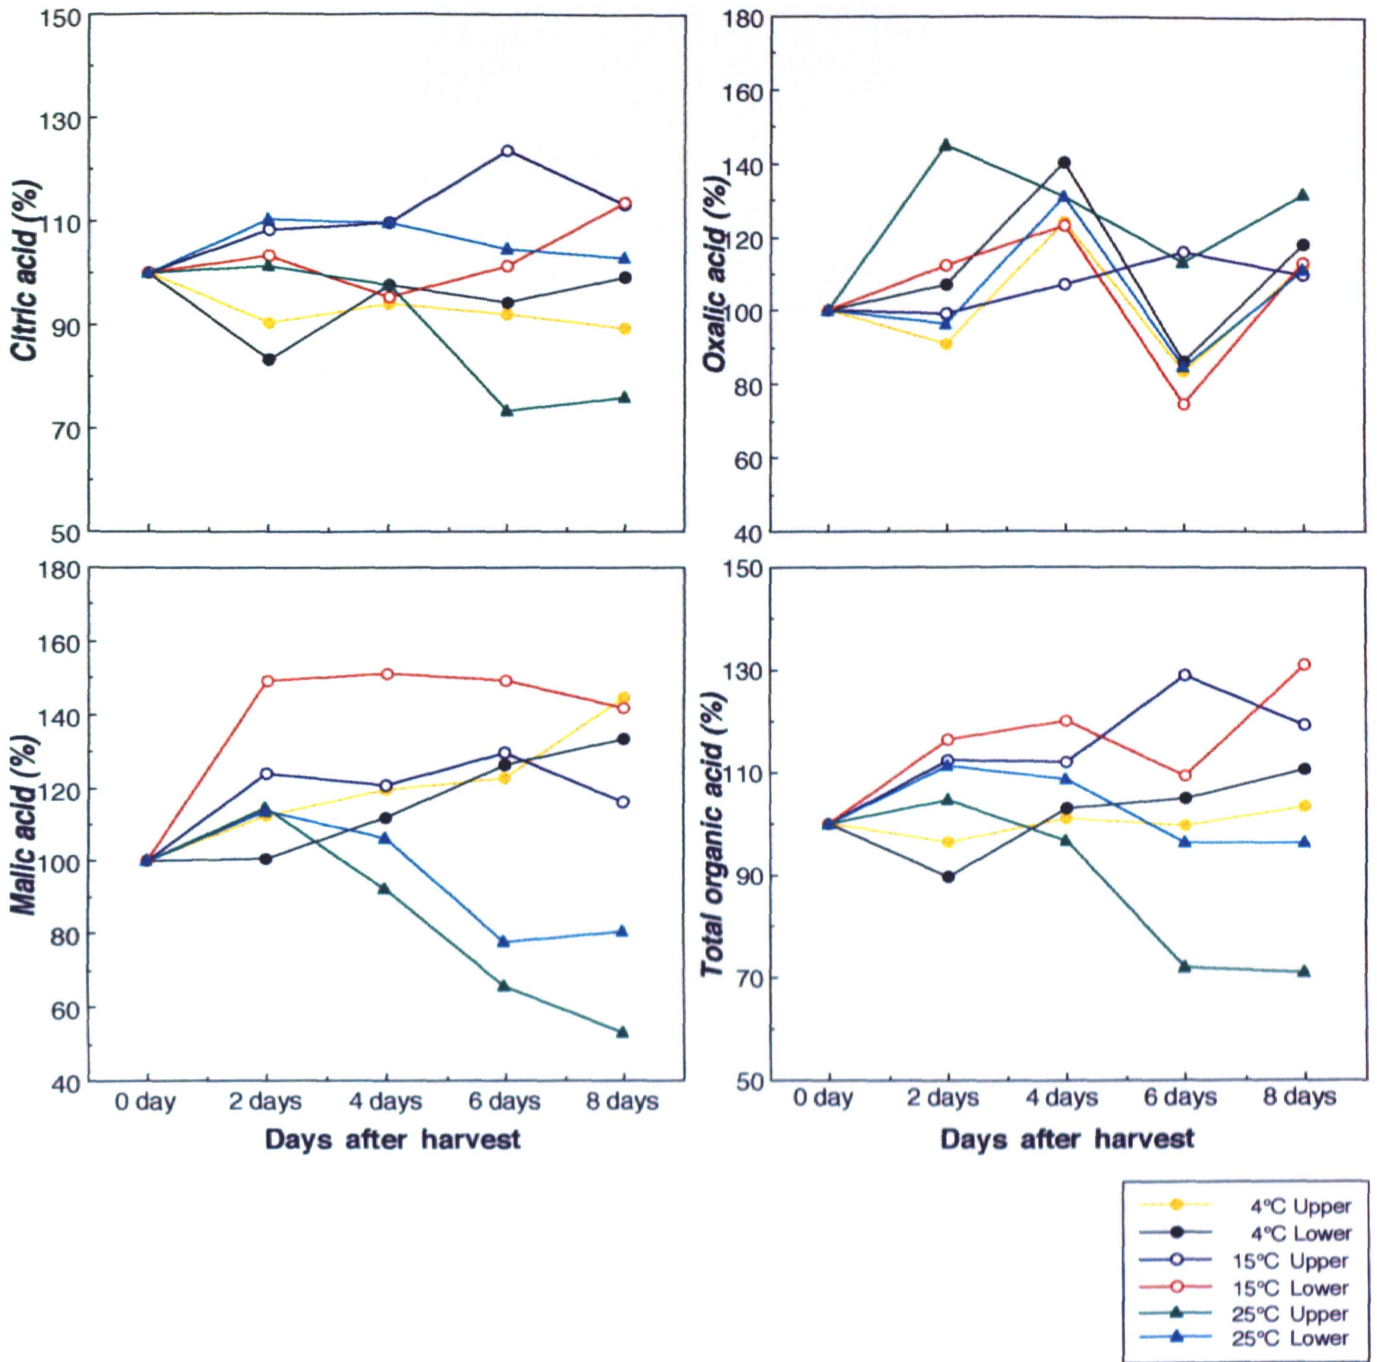 150
130
110
90
70
50
Citric acid (%)
180
160
140
120
100
80
60
40
Oxalic acid (%)
180
160
140
120
100
80
60
40
Malic acid (%)
0 day 2 days 4 days 6 days 8 days
Days after harvest
150
130
110
90
70
50
Total organic acid (%)
0 day 2 days 4 days 6 days 8 days
Days after harvest
4°C Upper
4°C Lower
15°C Upper
15°C Lower
25°C Upper
25°C Lower